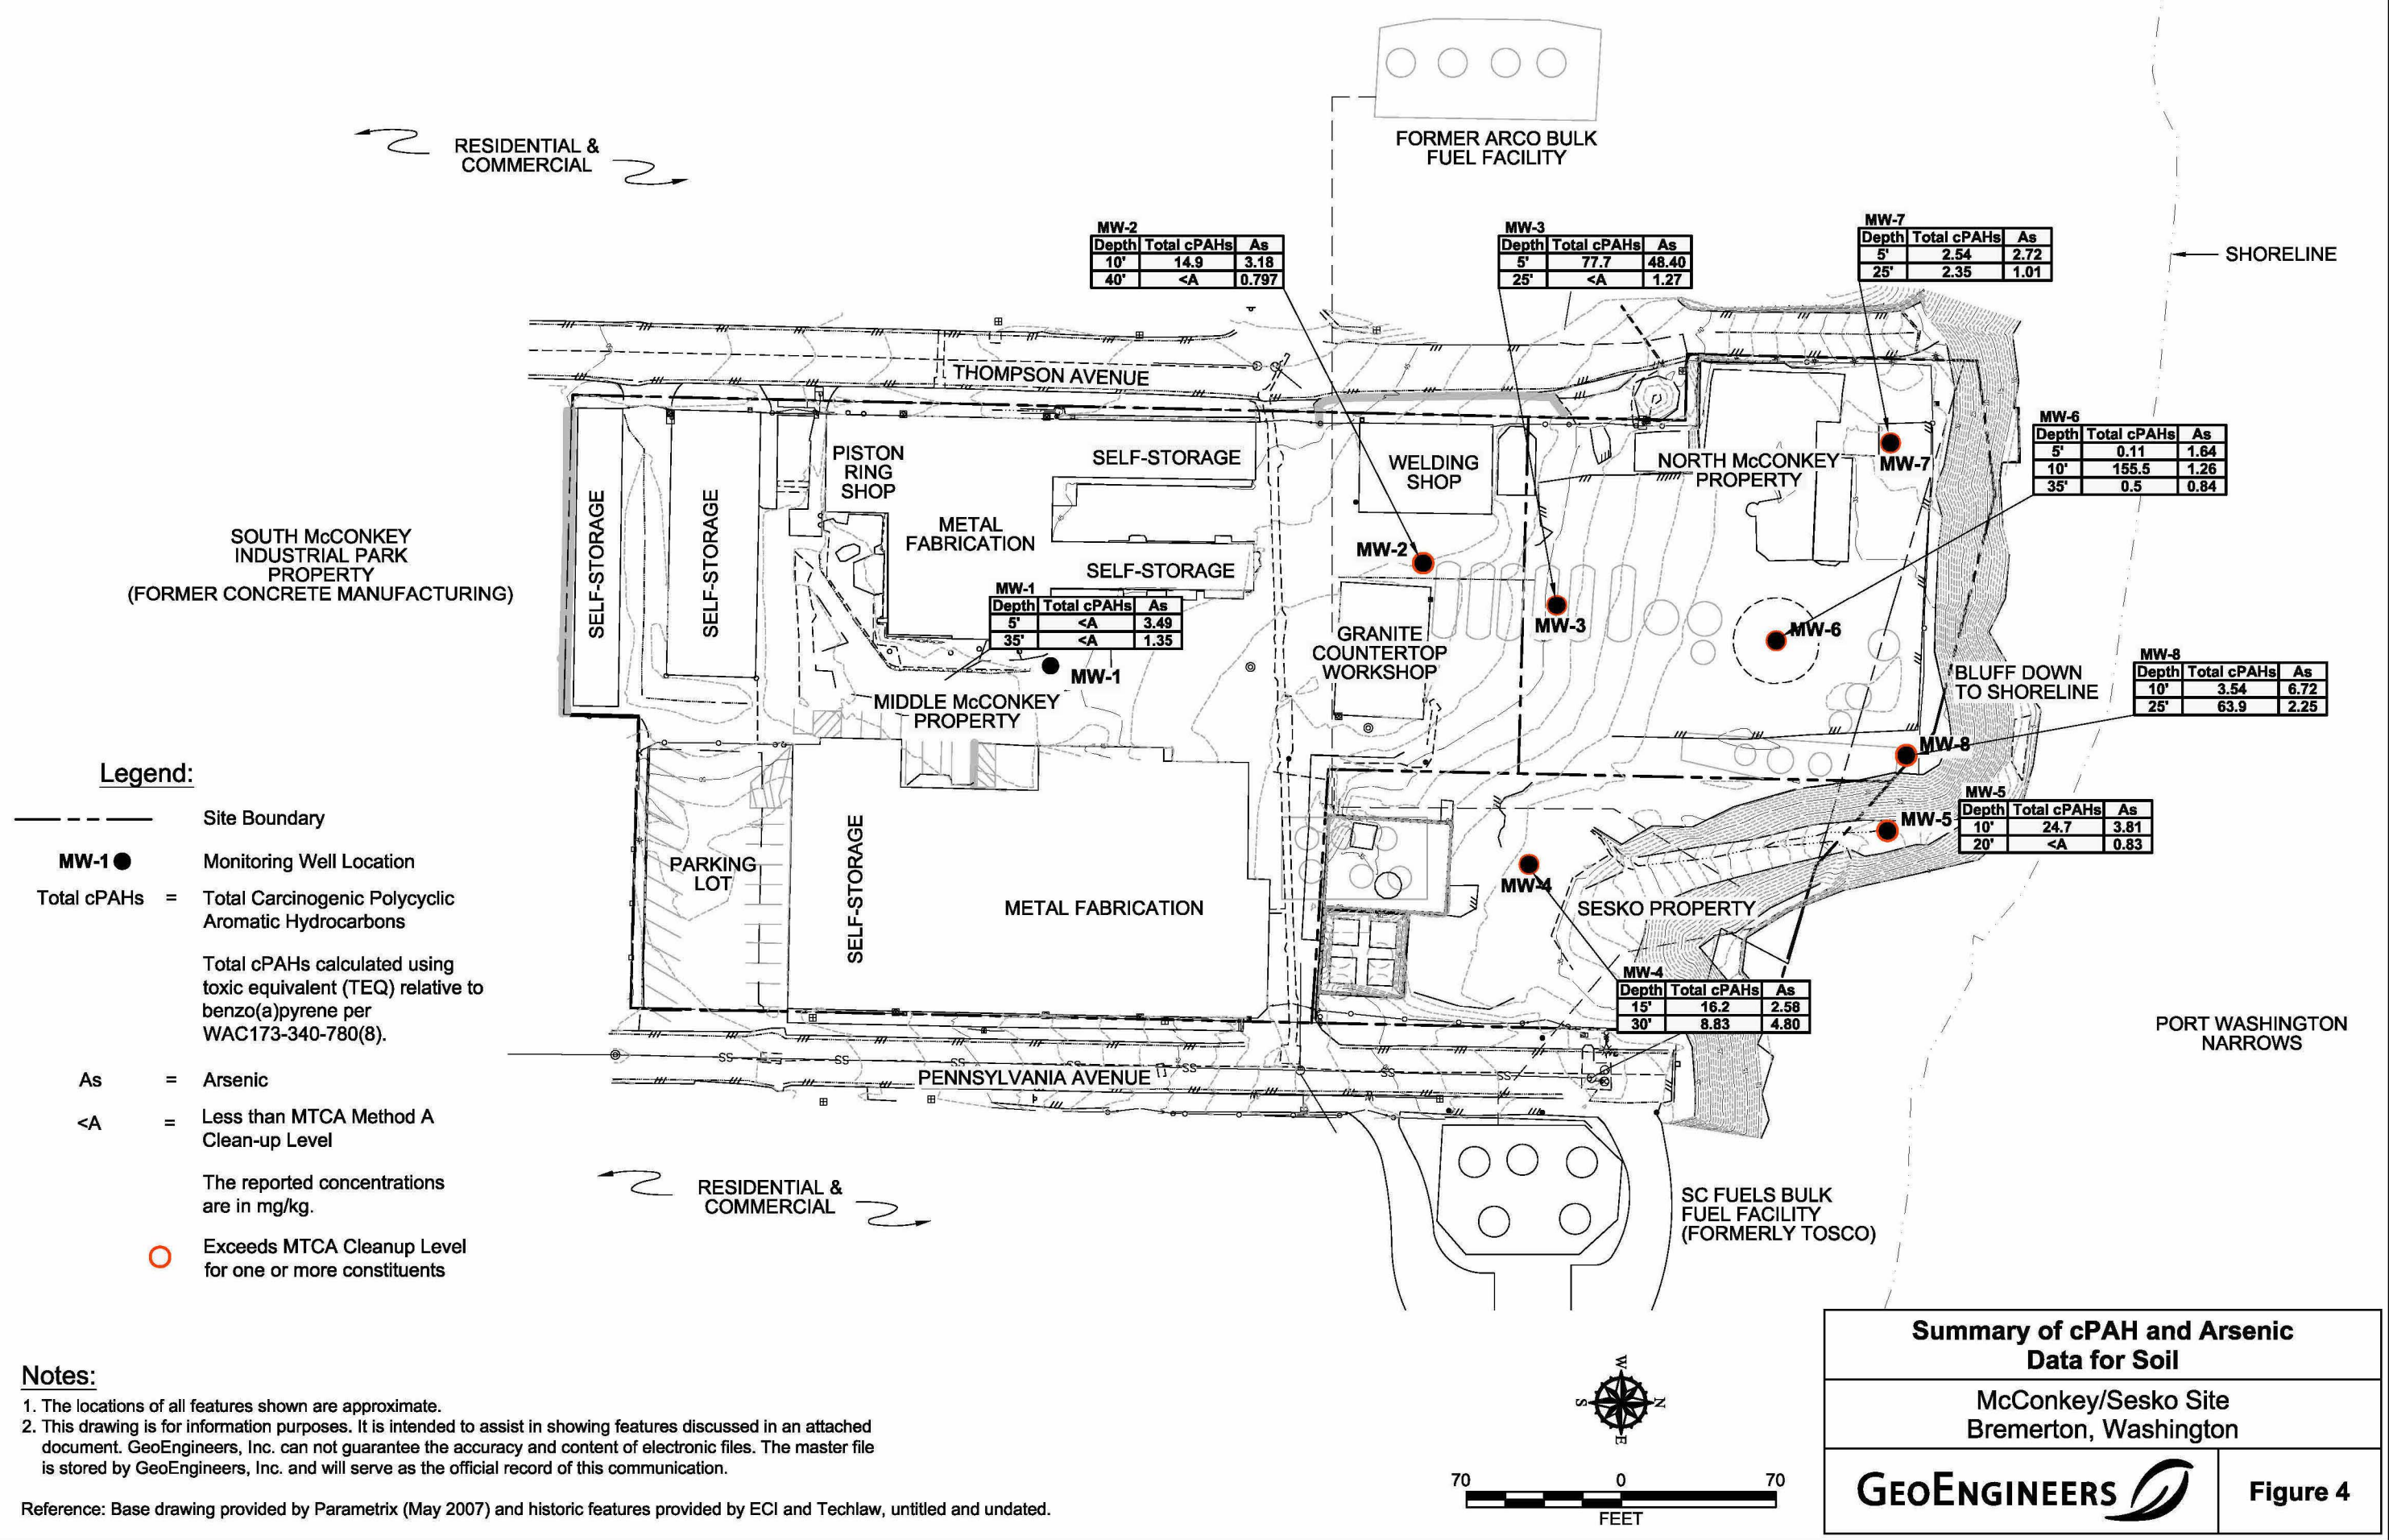 FORMER ARCO BULK
FUEL FACILITY
RESIDENTIAL &
COMMERCIAL
MW-2
Depth Total cPAHs As
10' 14.9 3.18
40' <A 0.797
MW-3
Depth Total cPAHs As
5' 77.7 48.40
25' <A 1.27
MW-7
Depth Total cPAHs As
5' 2.54 2.72
25' 2.35 1.01
SHORELINE
THOMPSON AVENUE
MW-6
Depth Total cPAHs As
5' 0.11 1.64
10' 155.5 1.26
35' 0.5 0.84
PISTON
RING
SHOP
SELF-STORAGE
WELDING
SHOP
NORTH McCONKEY
PROPERTY
MW-7
SELF-STORAGE
SELF-STORAGE
METAL
FABRICATION
SOUTH McCONKEY
INDUSTRIAL PARK
PROPERTY
(FORMER CONCRETE MANUFACTURING)
MW-2
SELF-STORAGE
MW-1
Depth Total cPAHs As
5' <A 3.49
35' <A 1.35
MW-1
MW-3
MW-6
GRANITE
COUNTERTOP
WORKSHOP
MIDDLE McCONKEY
PROPERTY
BLUFF DOWN
TO SHORELINE
MW-8
Depth Total cPAHs As
10' 3.54 6.72
25' 63.9 2.25
MW-8
MW-5
Depth Total cPAHs As
10' 24.7 3.81
20' <A 0.83
MW-5
PARKING
LOT
SELF-STORAGE
METAL FABRICATION
MW-4
SESKO PROPERTY
MW-4
Depth Total cPAHs As
15' 16.2 2.58
30' 8.83 4.80
PORT WASHINGTON
NARROWS
SS SS SS SS SS SS
PENNSYLVANIA AVENUE
RESIDENTIAL &
COMMERCIAL
SC FUELS BULK
FUEL FACILITY
(FORMERLY TOSCO)
Legend:
Site Boundary
MW-1 Monitoring Well Location
Total cPAHs = Total Carcinogenic Polycyclic
Aromatic Hydrocarbons
Total cPAHs calculated using
toxic equivalent (TEQ) relative to
benzo(a)pyrene per
WAC173-340-780(8).
As = Arsenic
<A = Less than MTCA Method A
Clean-up Level
The reported concentrations
are in mg/kg.
Exceeds MTCA Cleanup Level
for one or more constituents
Notes:
1. The locations of all features shown are approximate.
2. This drawing is for information purposes. It is intended to assist in showing features discussed in an attached
document. GeoEngineers, Inc. can not guarantee the accuracy and content of electronic files. The master file
is stored by GeoEngineers, Inc. and will serve as the official record of this communication.
Reference: Base drawing provided by Parametrix (May 2007) and historic features provided by ECI and Techlaw, untitled and undated.
W
S N
E
70 0 70
FEET
Summary of cPAH and Arsenic
Data for Soil
McConkey/Sesko Site
Bremerton, Washington
GEOENGINEERS
Figure 4